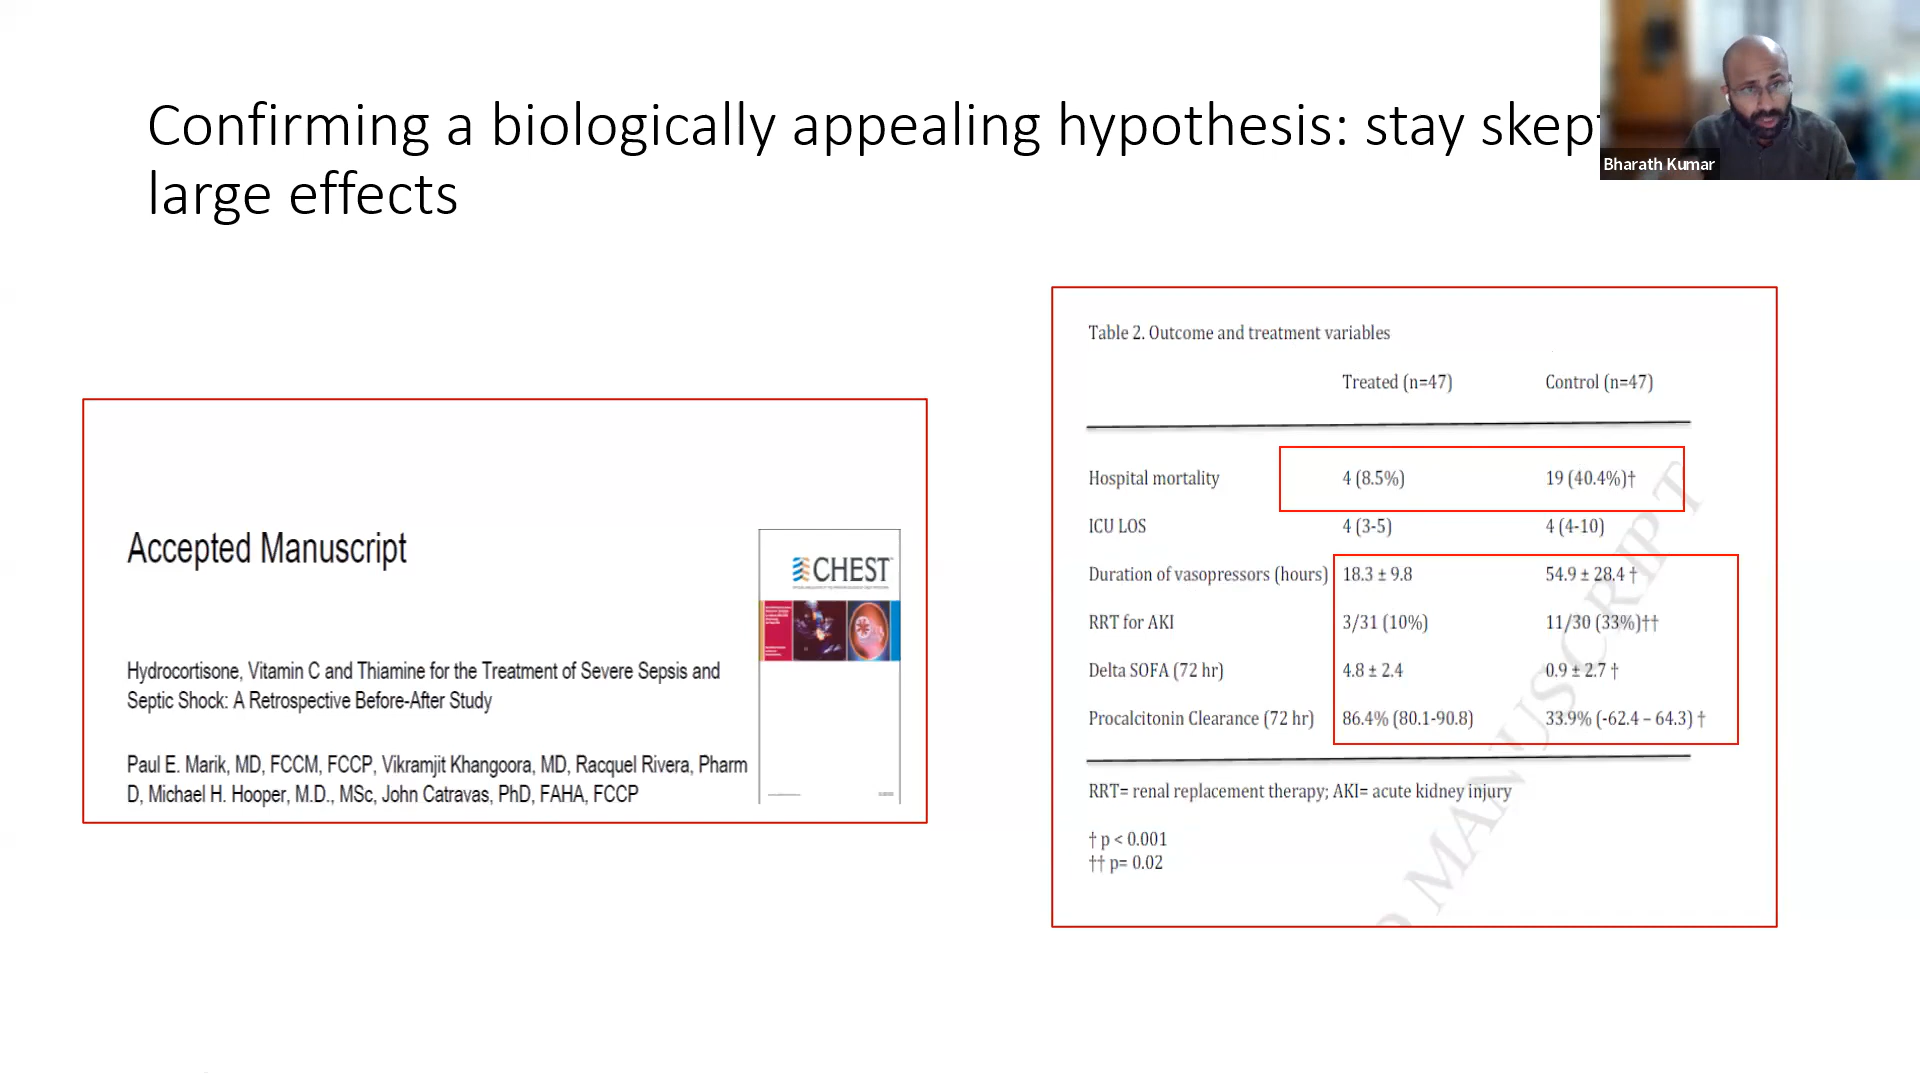 Confirming a biologically appealing hypothesis: stay skept
large effects
Bharath Kumar
Accepted Manuscript
CHEST
Hydrocortisone, Vitamin C and Thiamine for the Treatment of Severe Sepsis and
Septic Shock: A Retrospective Before-After Study
Paul E. Marik, MD, FCCM, FCCP, Vikramjit Khangoora, MD, Racquel Rivera, Pharm
D, Michael H. Hooper, M.D., MSc, John Catravas, PhD, FAHA, FCCP
Table 2. Outcome and treatment variables
Treated (n=47) Control (n=47)
Hospital mortality 4 (8.5%) 19 (40.4%)†
ICU LOS 4 (3-5) 4 (4-10)
Duration of vasopressors (hours) 18.3 ± 9.8 54.9 ± 28.4 †
RRT for AKI 3/31 (10%) 11/30 (33%)††
Delta SOFA (72 hr) 4.8 ± 2.4 0.9 ± 2.7 †
Procalcitonin Clearance (72 hr) 86.4% (80.1-90.8) 33.9% (-62.4 – 64.3) †
RRT= renal replacement therapy; AKI= acute kidney injury
† p < 0.001
†† p= 0.02
D MANUSCRIPT